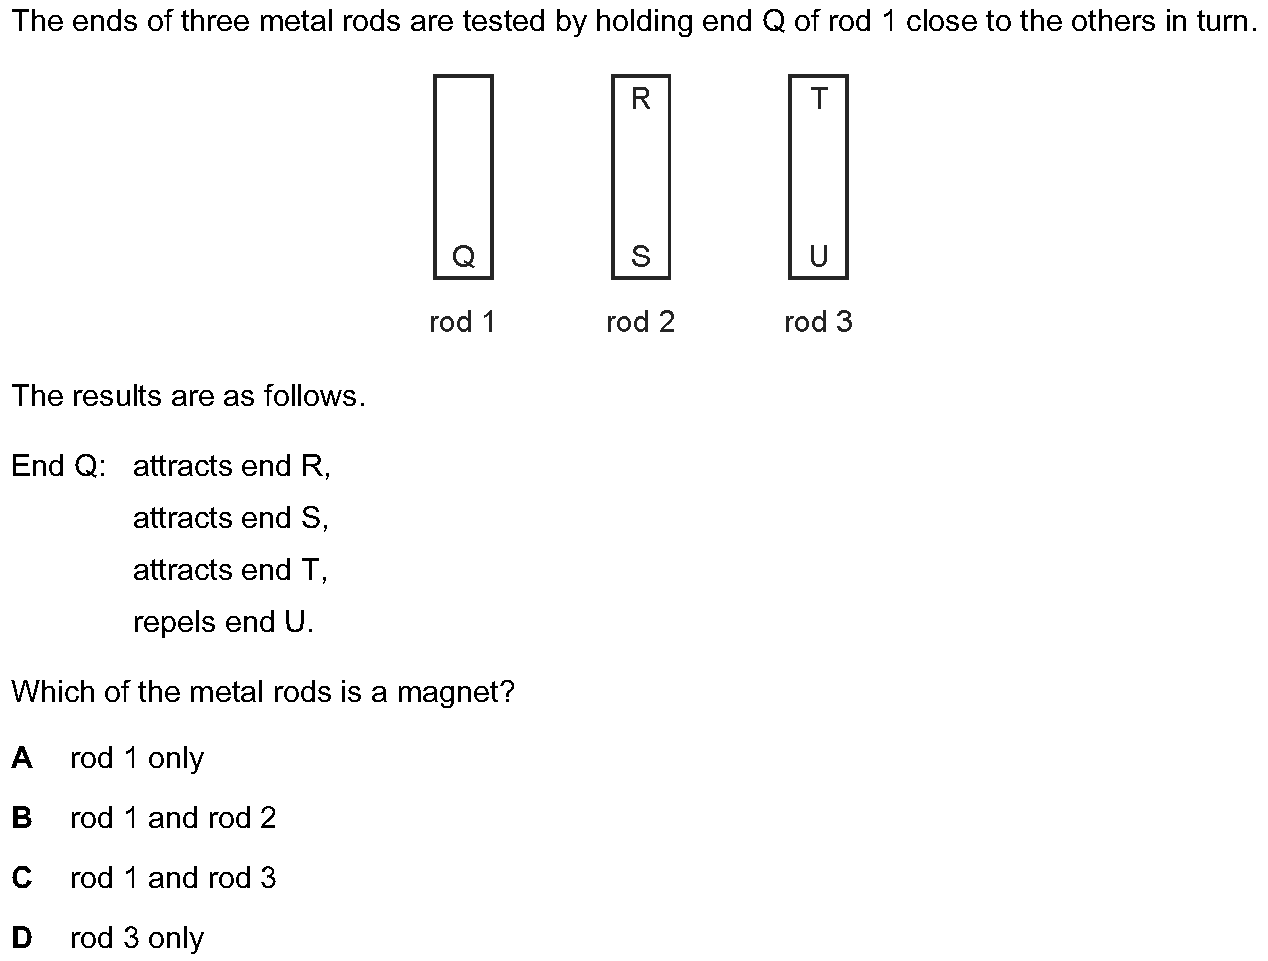 The ends of three metal rods are tested by holding end Q of rod 1 close to the others in turn.
R T
Q S U
rod 1 rod 2 rod 3
The results are as follows.
End Q: attracts end R,
attracts end S,
attracts end T,
repels end U.
Which of the metal rods is a magnet?
A rod 1 only
B rod 1 and rod 2
C rod 1 and rod 3
D rod 3 only